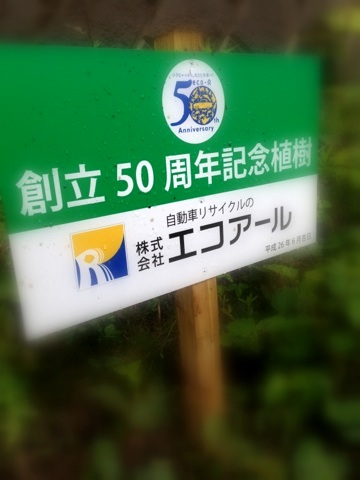 eco-R
50th
Anniversary
創立50周年記念植樹
自動車リサイクルの
株式会社エコアール
R